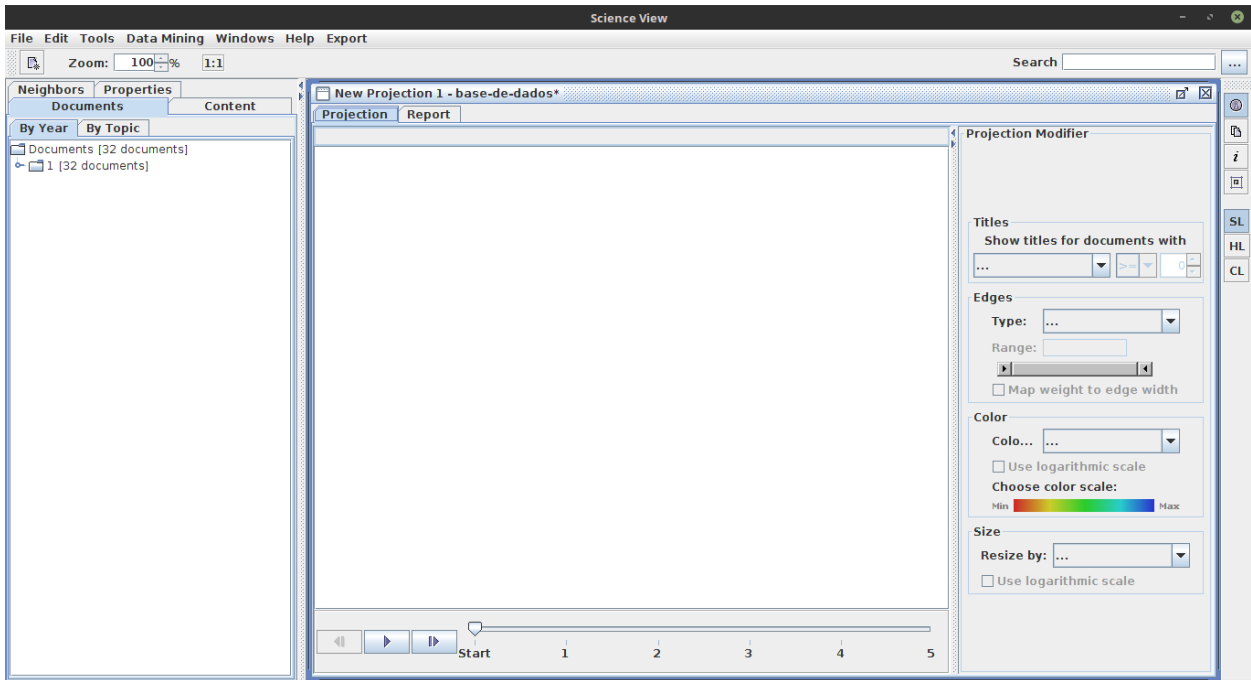 Science View
File Edit Tools Data Mining Windows Help Export
Zoom: 100 % 1:1 Search ...
Neighbors Properties
Documents Content
By Year By Topic
Documents [32 documents]
1 [32 documents]
New Projection 1 - base-de-dados*
Projection Report
Projection Modifier
Titles
Show titles for documents with
... >= 0
Edges
Type: ...
Range:
Map weight to edge width
Color
Colo... ...
Use logarithmic scale
Choose color scale:
Min Max
Size
Resize by: ...
Use logarithmic scale
Start 1 2 3 4 5
i
SL
HL
CL